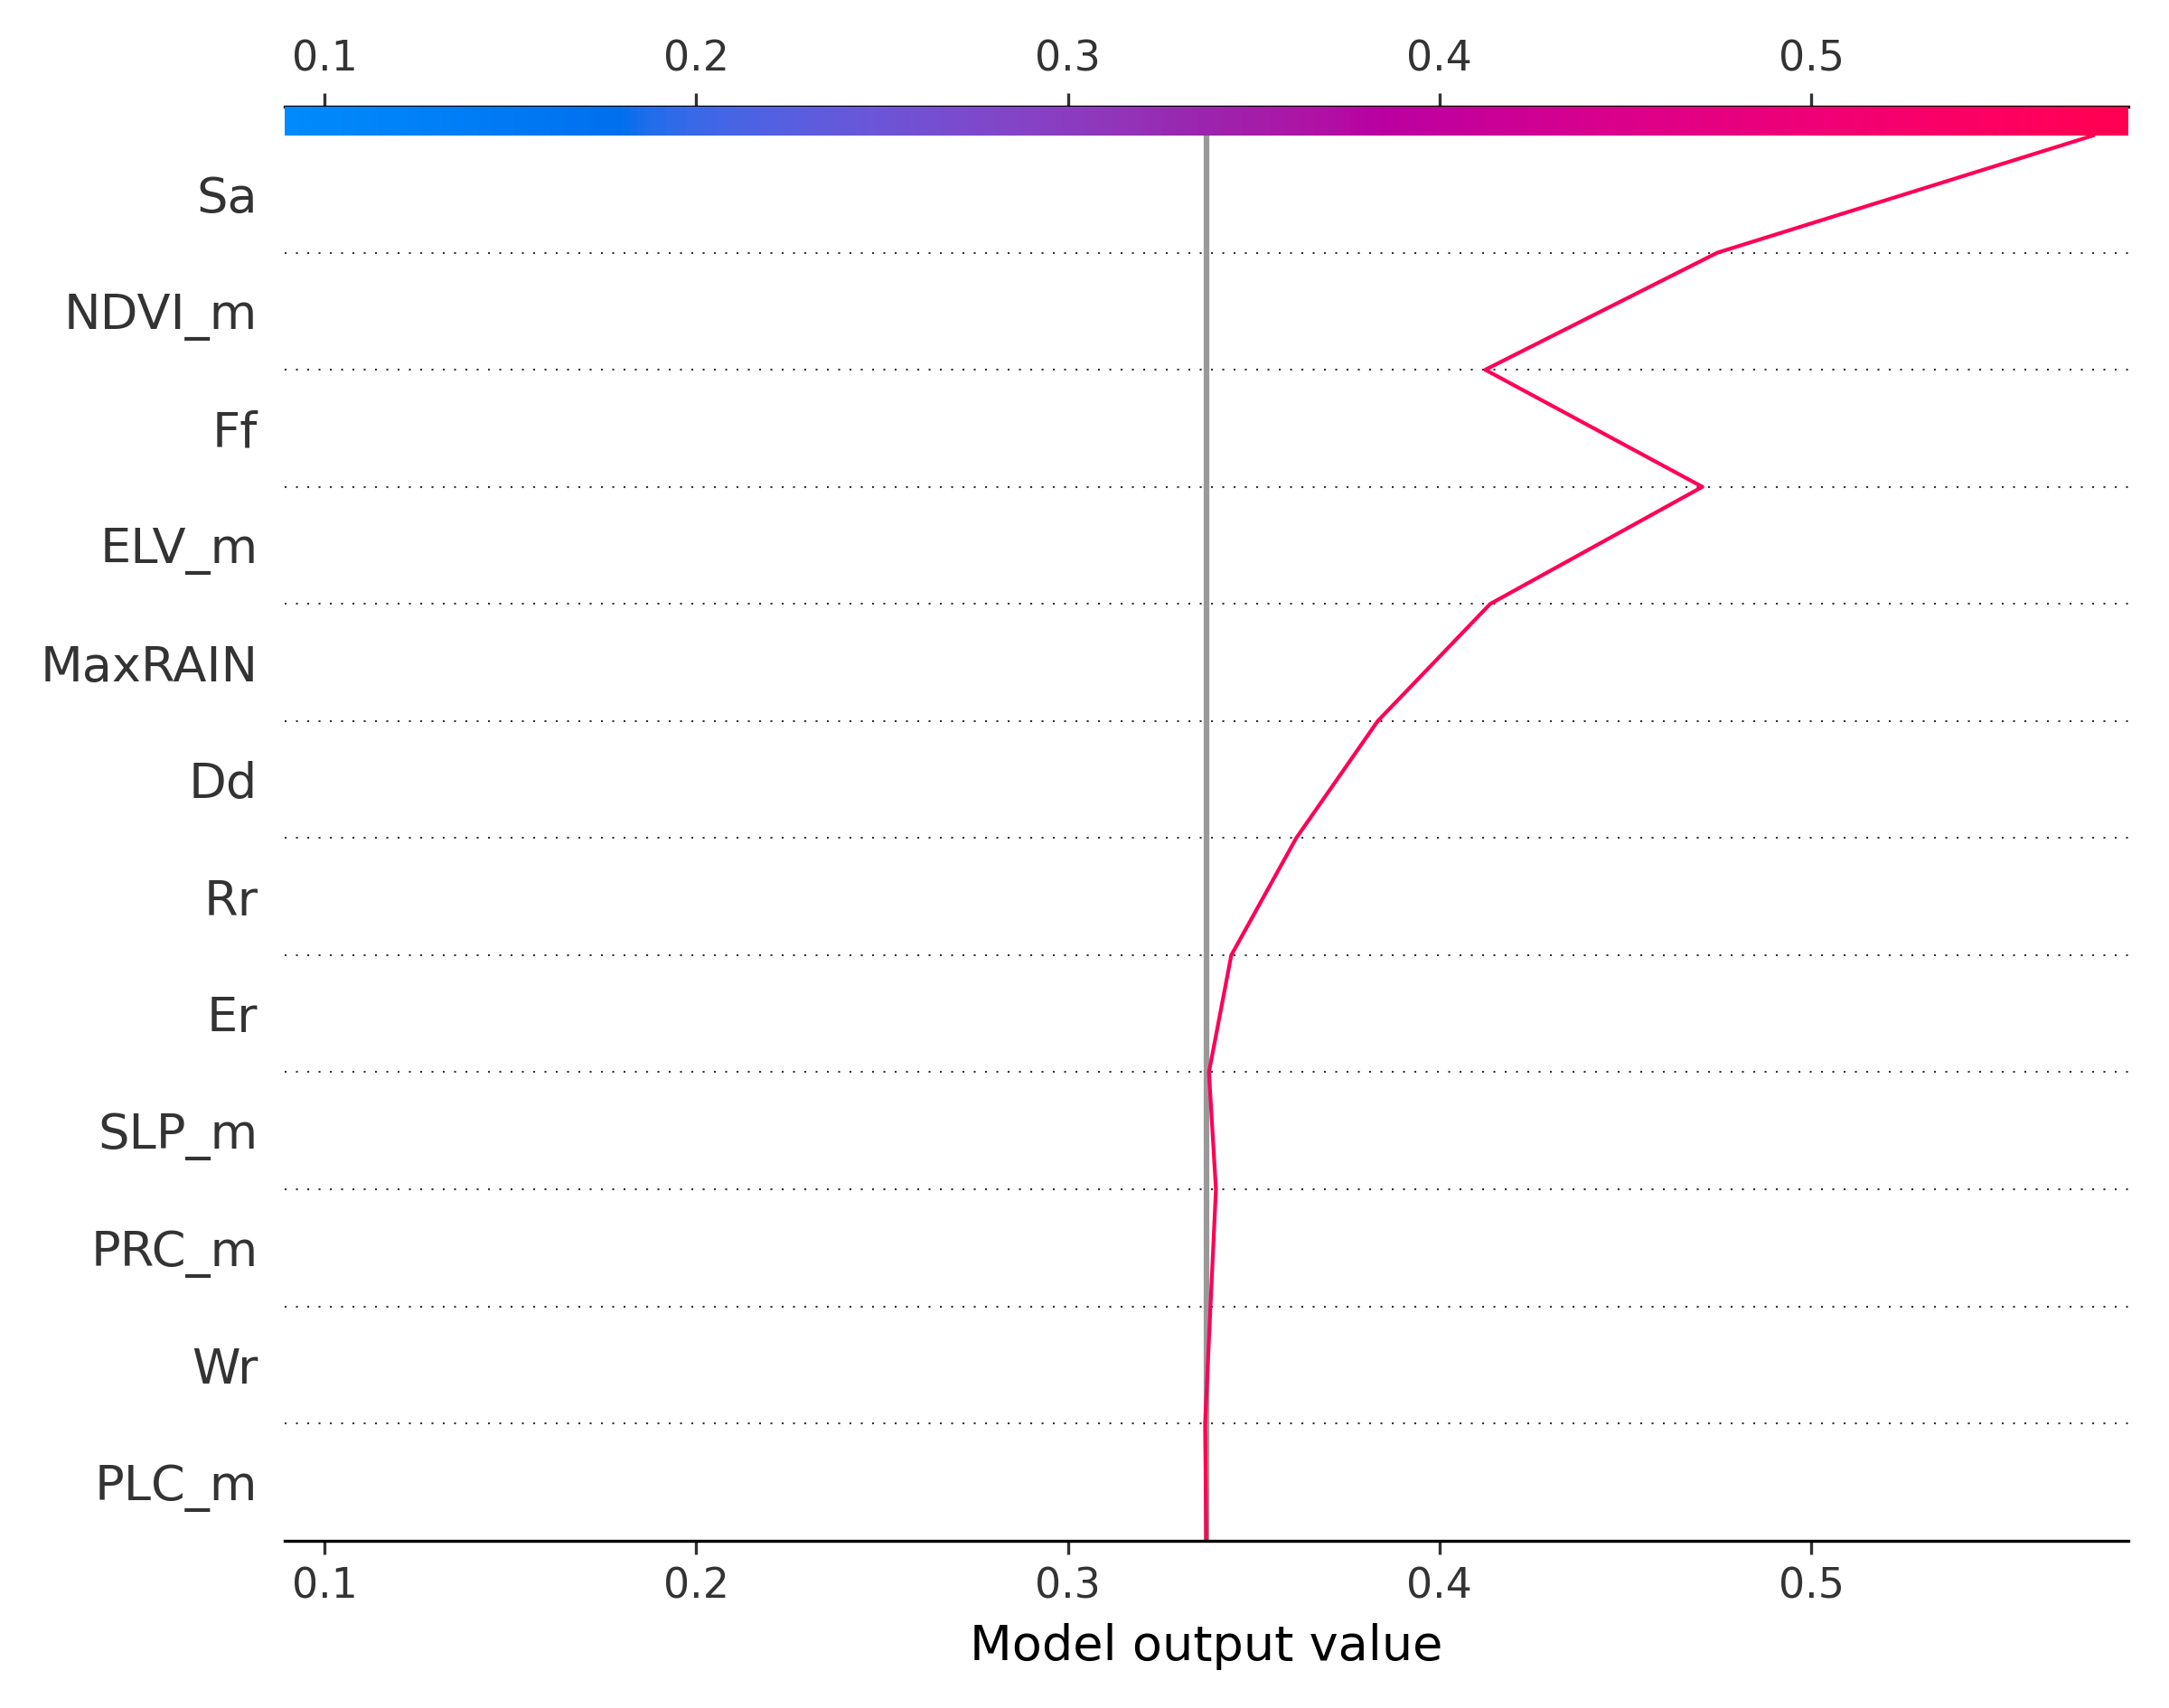 0.1 0.2 0.3 0.4 0.5
Sa
NDVI_m
Ff
ELV_m
MaxRAIN
Dd
Rr
Er
SLP_m
PRC_m
Wr
PLC_m
0.1 0.2 0.3 0.4 0.5
Model output value